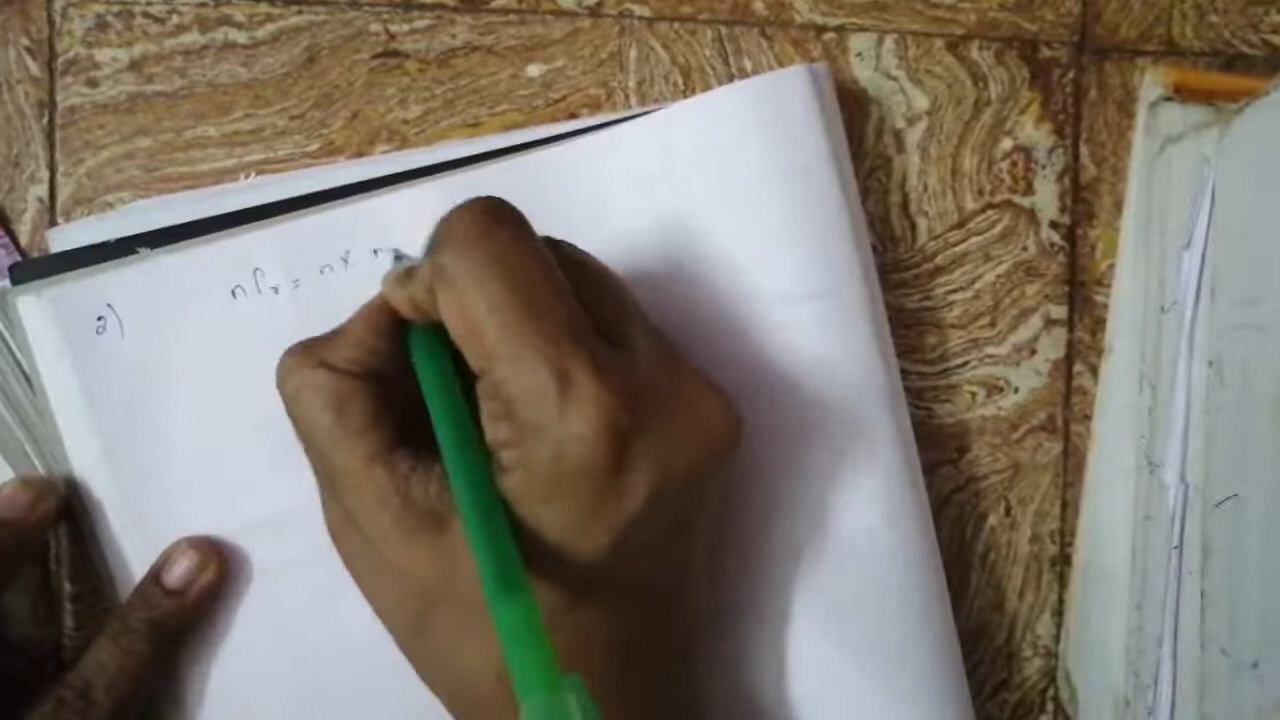 2) nPr = n× n